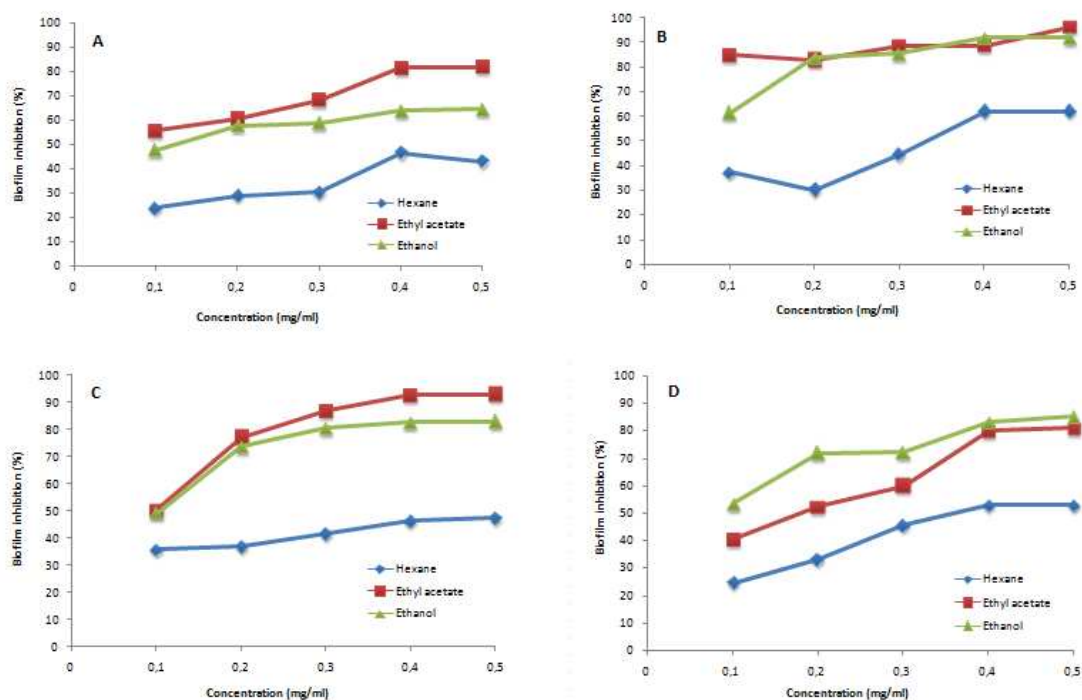 A
Biofilm inhibition (%)
100
90
80
70
60
50
40
30
20
10
0
0 0,1 0,2 0,3 0,4 0,5
Concentration (mg/ml)
Hexane
Ethyl acetate
Ethanol
B
Biofilm inhibition (%)
100
90
80
70
60
50
40
30
20
10
0
0 0,1 0,2 0,3 0,4 0,5
Concentration (mg/ml)
Hexane
Ethyl acetate
Ethanol
C
Biofilm inhibition (%)
100
90
80
70
60
50
40
30
20
10
0
0 0,1 0,2 0,3 0,4 0,5
Concentration (mg/ml)
Hexane
Ethyl acetate
Ethanol
D
Biofilm inhibition (%)
100
90
80
70
60
50
40
30
20
10
0
0 0,1 0,2 0,3 0,4 0,5
Concentration (mg/ml)
Hexane
Ethyl acetate
Ethanol